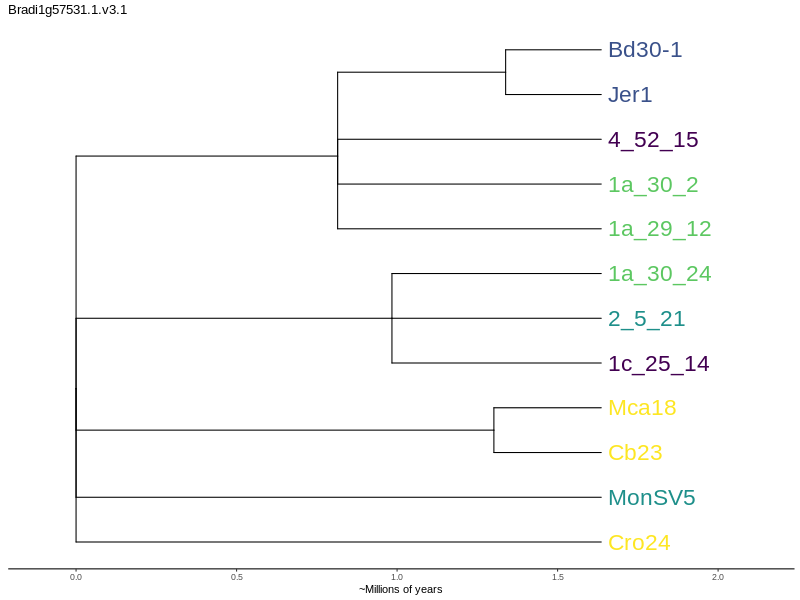 Bradi1g57531.1.v3.1
Bd30-1
Jer1
4_52_15
1a_30_2
1a_29_12
1a_30_24
2_5_21
1c_25_14
Mca18
Cb23
MonSV5
Cro24
0.0 0.5 1.0 1.5 2.0
~Millions of years